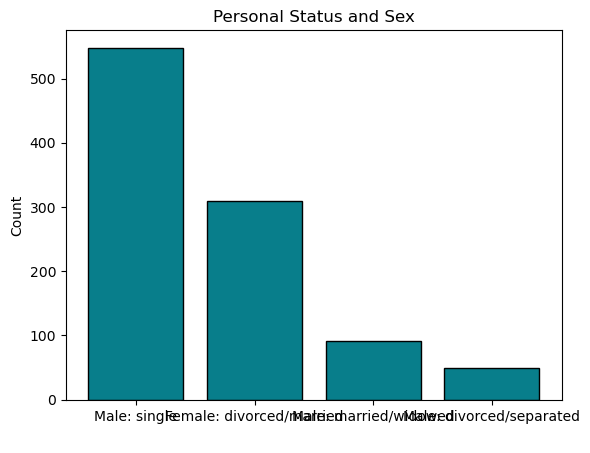 Personal Status and Sex
Count
500
400
300
200
100
0
Male: single
Female: divorced/married
Male: married/widowed
Male: divorced/separated